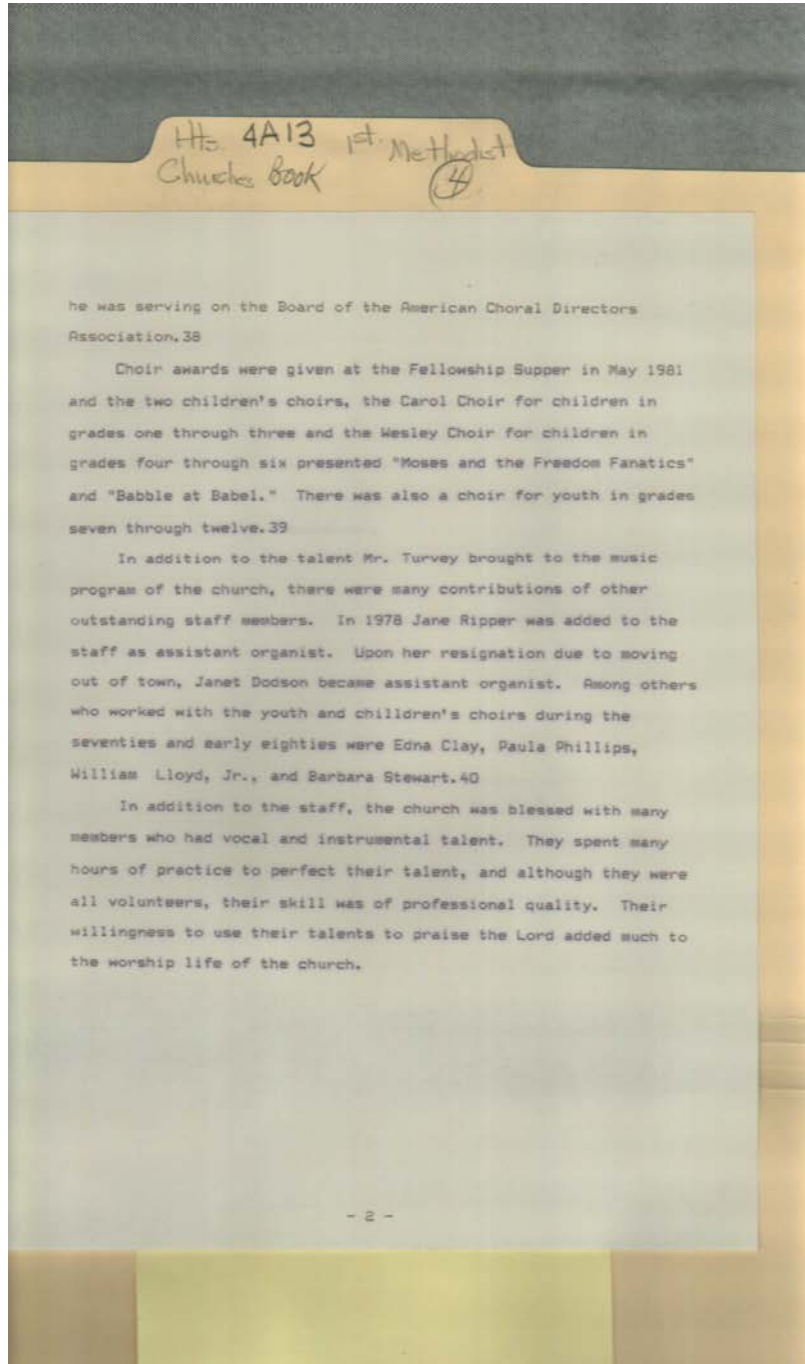 Hts 4A13 1st Methodist
Churches Book 4
he was serving on the Board of the American Choral Directors
Association.38
Choir awards were given at the Fellowship Supper in May 1981
and the two children's choirs, the Carol Choir for children in
grades one through three and the Wesley Choir for children in
grades four through six presented "Moses and the Freedom Fanatics"
and "Babble at Babel." There was also a choir for youth in grades
seven through twelve.39
In addition to the talent Mr. Turvey brought to the music
program of the church, there were many contributions of other
outstanding staff members. In 1978 Jane Ripper was added to the
staff as assistant organist. Upon her resignation due to moving
out of town, Janet Dodson became assistant organist. Among others
who worked with the youth and chilldren's choirs during the
seventies and early eighties were Edna Clay, Paula Phillips,
William Lloyd, Jr., and Barbara Stewart.40
In addition to the staff, the church was blessed with many
members who had vocal and instrumental talent. They spent many
hours of practice to perfect their talent, and although they were
all volunteers, their skill was of professional quality. Their
willingness to use their talents to praise the Lord added much to
the worship life of the church.
- 2 -